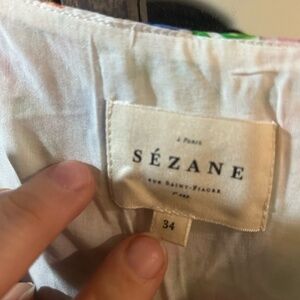 à Paris
SÉZANE
RUE SAINT-FIACRE
34